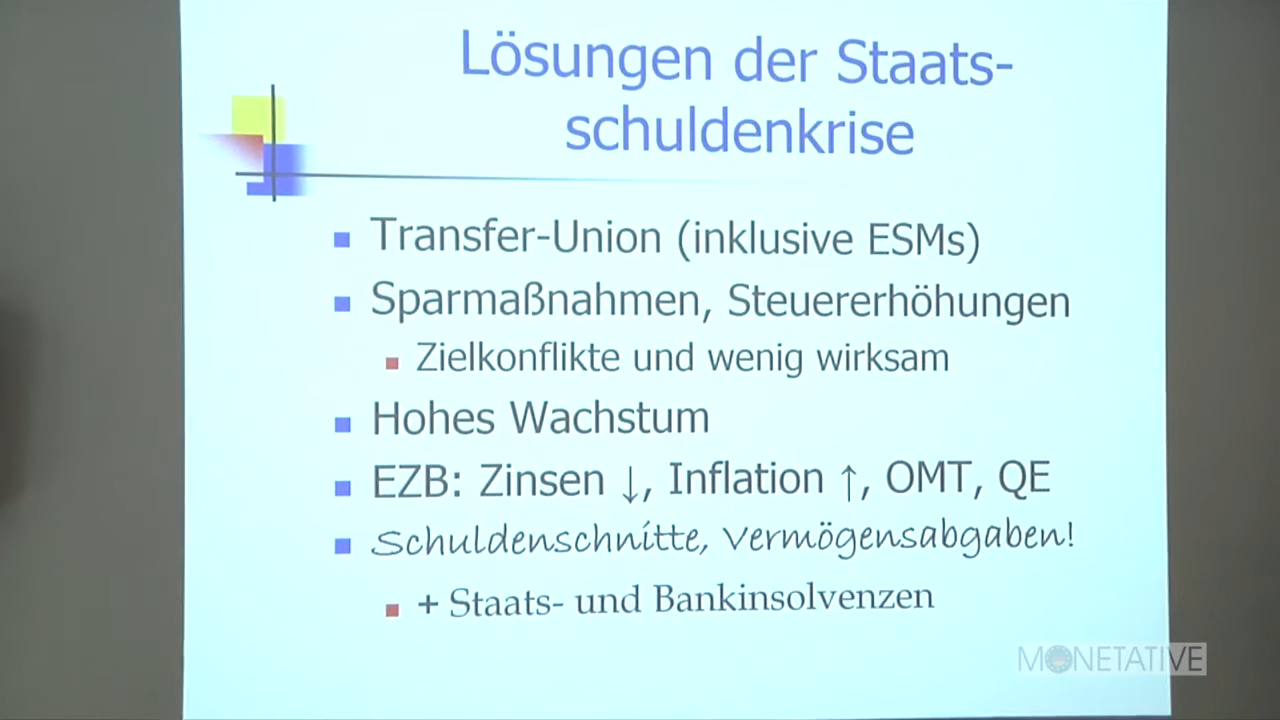 Lösungen der Staats-
schuldenkrise
Transfer-Union (inklusive ESMs)
Sparmaßnahmen, Steuererhöhungen
Zielkonflikte und wenig wirksam
Hohes Wachstum
EZB: Zinsen ↓, Inflation ↑, OMT, QE
Schuldenschnitte, Vermögensabgaben!
+ Staats- und Bankinsolvenzen
MONETATIVE